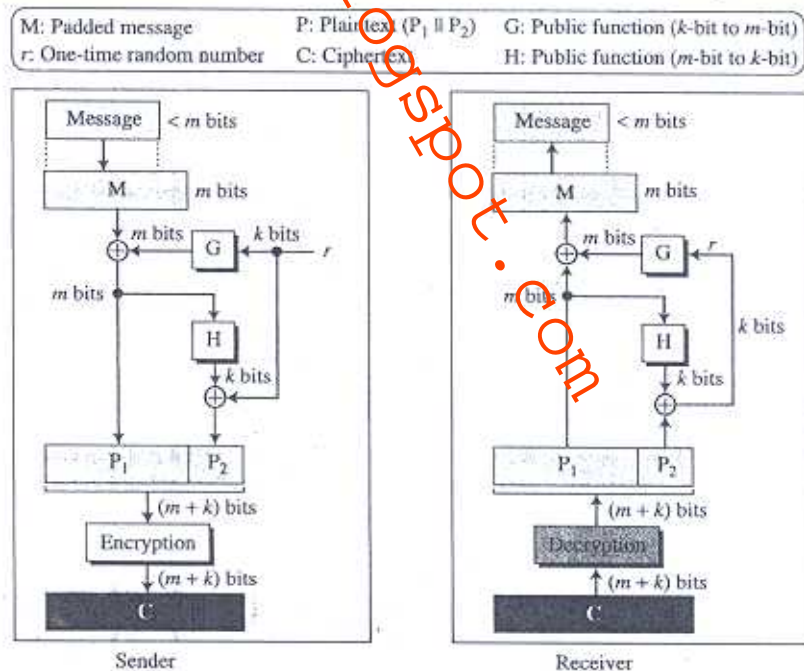 M: Padded message P: Plaintext (P1 || P2) G: Public function (k-bit to m-bit)
r: One-time random number C: Ciphertext H: Public function (m-bit to k-bit)
ogspot.com
Message < m bits
M m bits
m bits G k bits r
m bits
H
k bits
P1 P2
(m + k) bits
Encryption
(m + k) bits
C
Sender
Message < m bits
M m bits
m bits G r
m bits
H k bits
k bits
P1 P2
(m + k) bits
Decryption
(m + k) bits
C
Receiver